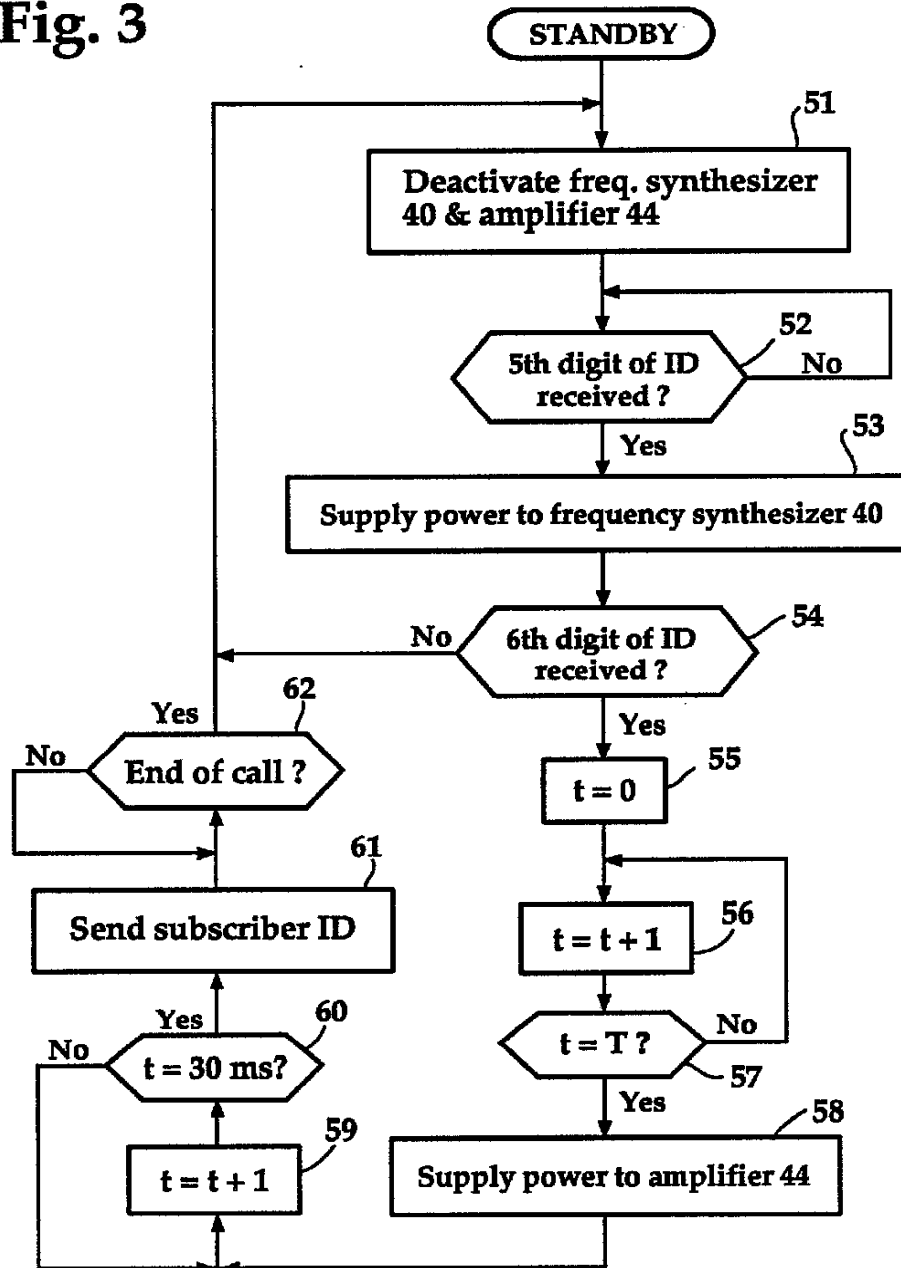 Fig. 3
STANDBY
51
Deactivate freq. synthesizer
40 & amplifier 44
52
5th digit of ID
received ?
No
Yes
53
Supply power to frequency synthesizer 40
54
6th digit of ID
received ?
No
Yes
55
t = 0
56
t = t + 1
57
t = T ?
No
Yes
58
Supply power to amplifier 44
59
t = t + 1
60
t = 30 ms?
No
Yes
61
Send subscriber ID
62
End of call ?
No
Yes